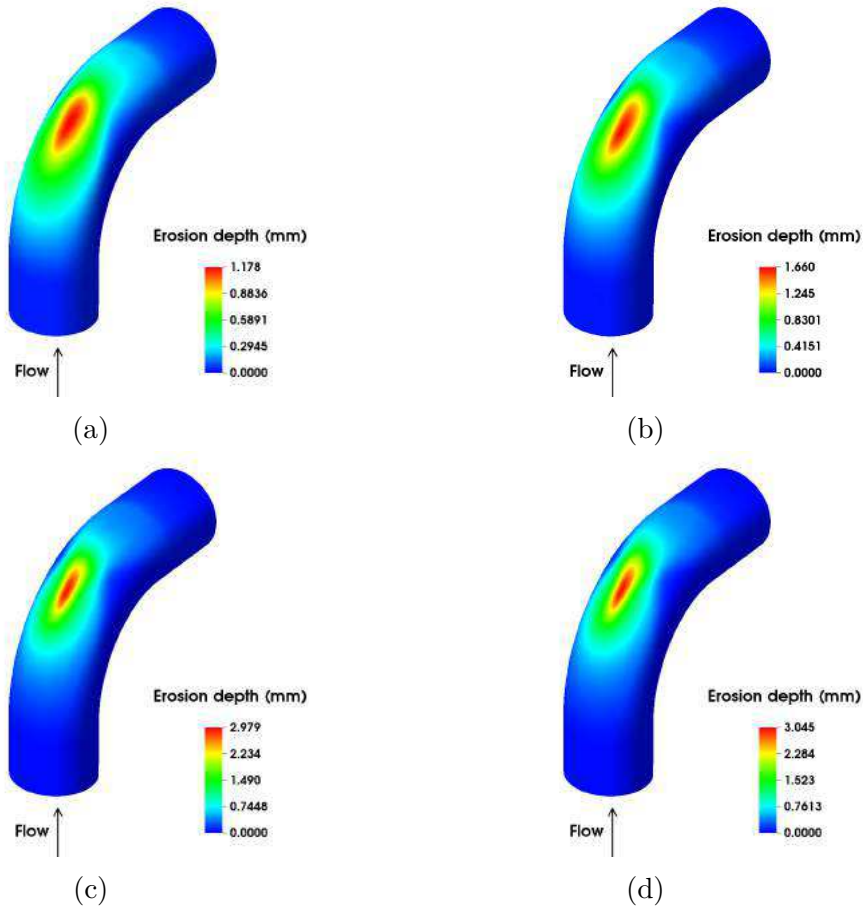 Erosion depth (mm)
1.178
0.8836
0.5891
0.2945
0.0000
Flow
(a)
Erosion depth (mm)
1.660
1.245
0.8301
0.4151
0.0000
Flow
(b)
Erosion depth (mm)
2.979
2.234
1.490
0.7448
0.0000
Flow
(c)
Erosion depth (mm)
3.045
2.284
1.523
0.7613
0.0000
Flow
(d)